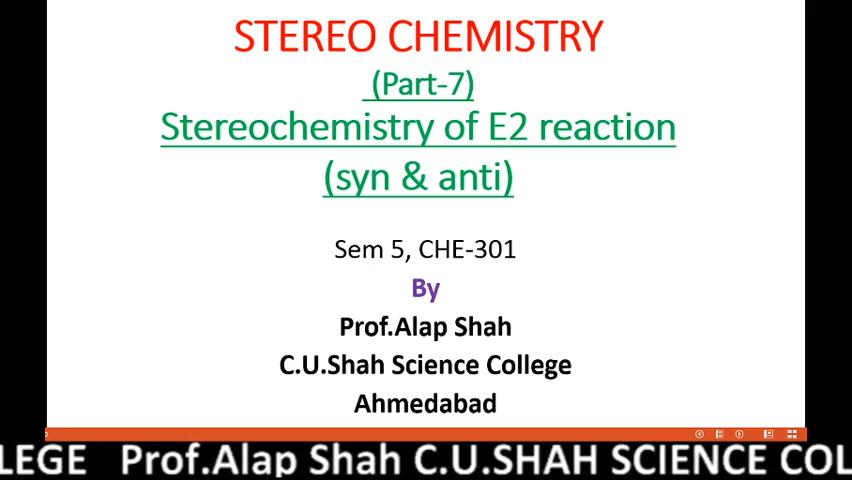 STEREO CHEMISTRY
(Part-7)
Stereochemistry of E2 reaction
(syn & anti)
Sem 5, CHE-301
By
Prof.Alap Shah
C.U.Shah Science College
Ahmedabad
LEGE Prof.Alap Shah C.U.SHAH SCIENCE COL